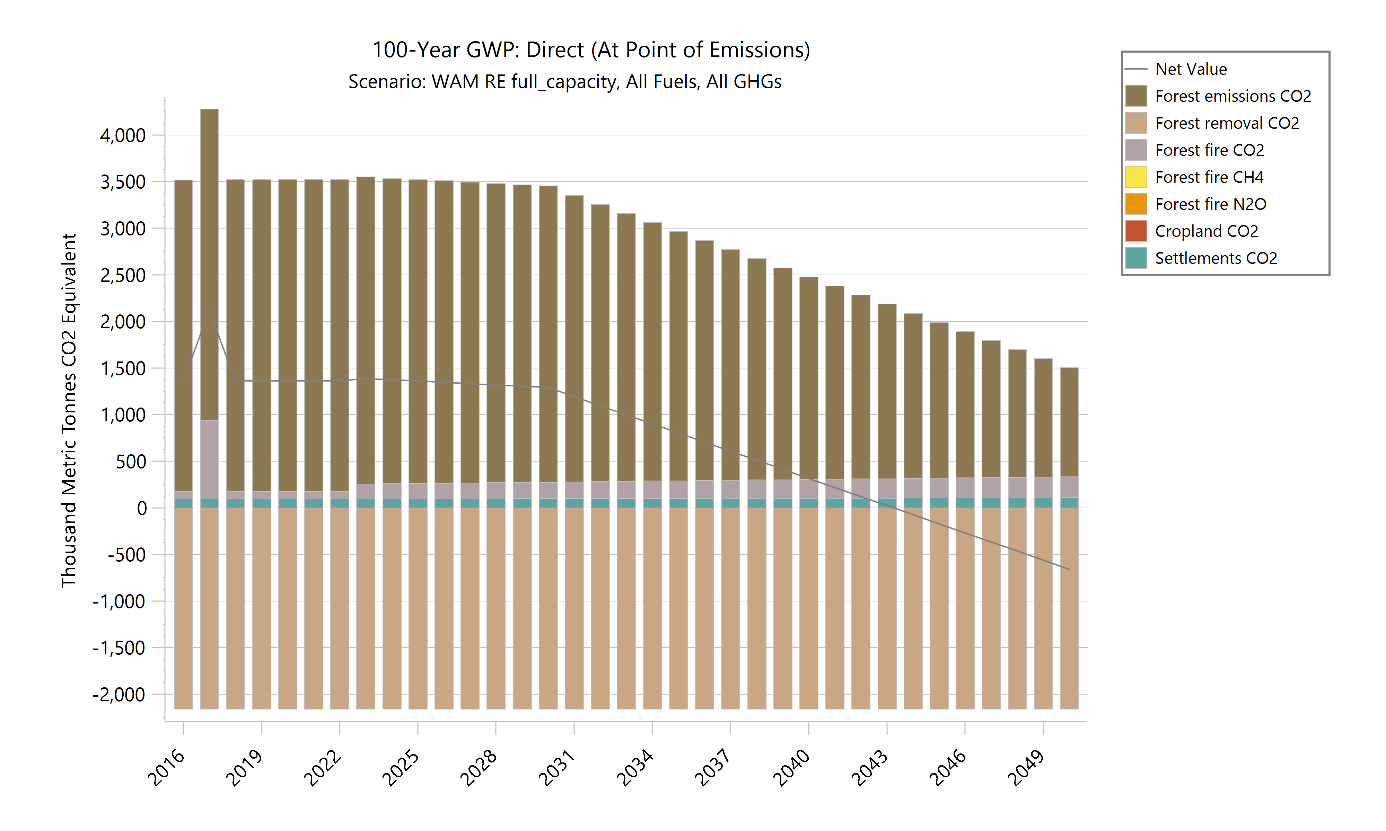 100-Year GWP: Direct (At Point of Emissions)
Scenario: WAM RE full_capacity, All Fuels, All GHGs
Thousand Metric Tonnes CO2 Equivalent
4,000
3,500
3,000
2,500
2,000
1,500
1,000
500
0
-500
-1,000
-1,500
-2,000
2016
2019
2022
2025
2028
2031
2034
2037
2040
2043
2046
2049
Net Value
Forest emissions CO2
Forest removal CO2
Forest fire CO2
Forest fire CH4
Forest fire N2O
Cropland CO2
Settlements CO2